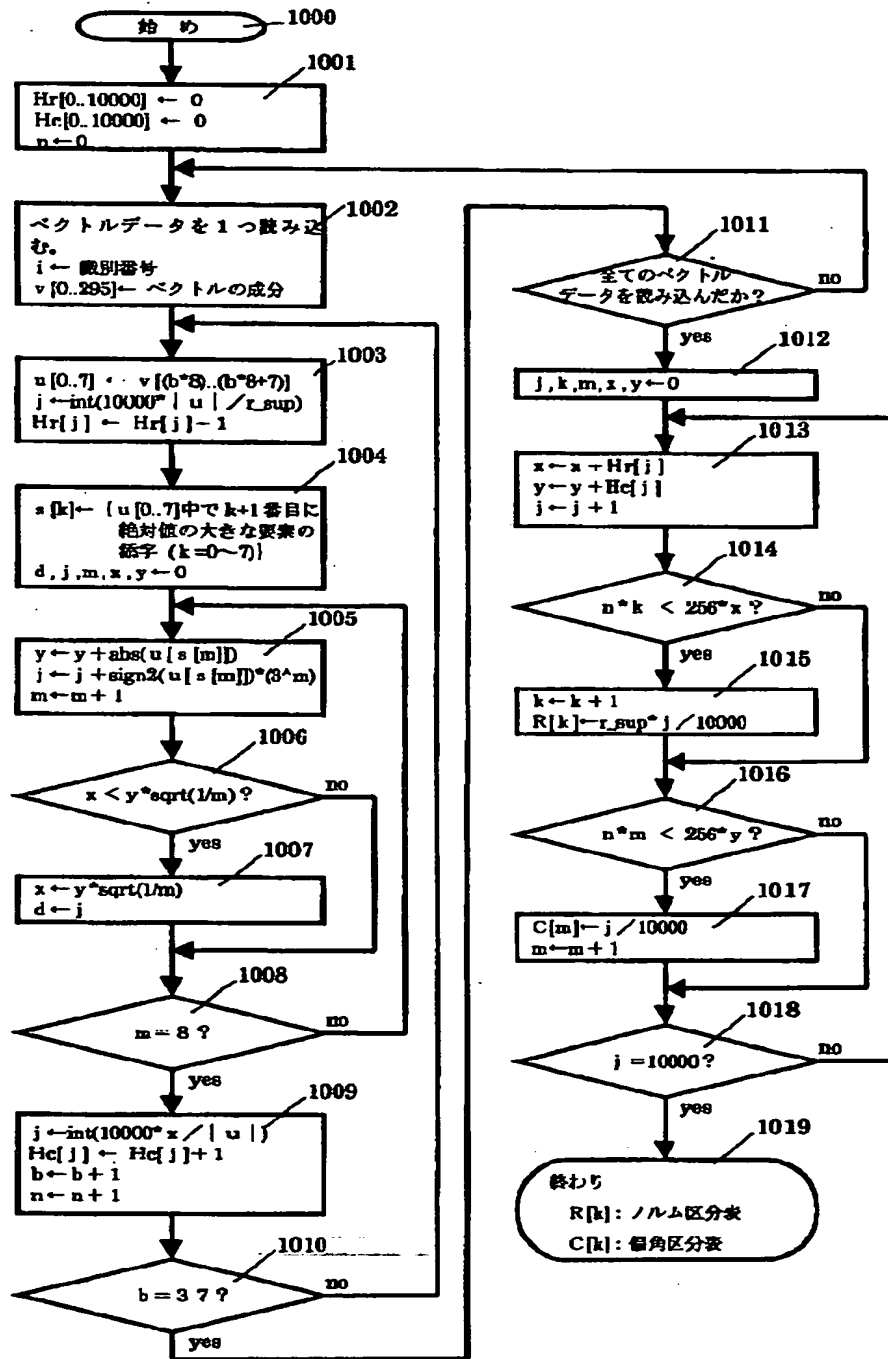 始 め
1000
1001
Hr[0..10000] ← 0
Hc[0..10000] ← 0
n←0
1002
ベクトルデータを1つ読み込
む。
i ← 識別番号
v[0..295]← ベクトルの成分
1003
u[0..7] ← v[(b*8)..(b*8+7)]
j←int(10000*|u|/r_sup)
Hr[j] ← Hr[j]-1
1004
s[k]← {u[0..7]中でk+1番目に
絶対値の大きな要素の
添字 (k=0~7)}
d,j,m,x,y←0
1005
y←y+abs(u[s[m]])
j←j+sign2(u[s[m]])*(3^m)
m←m+1
1006
x < y*sqrt(1/m)?
no
yes
1007
x←y*sqrt(1/m)
d←j
1008
m=8?
no
yes
1009
j←int(10000*x/|u|)
Hc[j] ← Hc[j]+1
b←b+1
n←n+1
1010
b=37?
no
yes
1011
全てのベクトル
データを読み込んだか?
no
yes
1012
j,k,m,x,y←0
1013
x←x+Hr[j]
y←y+Hc[j]
j←j+1
1014
n*k < 256*x?
no
yes
1015
k←k+1
R[k]←r_sup*j/10000
1016
n*m < 256*y?
no
yes
1017
C[m]←j/10000
m←m+1
1018
j=10000?
no
yes
1019
終わり
R[k]: ノルム区分表
C[k]: 偏角区分表